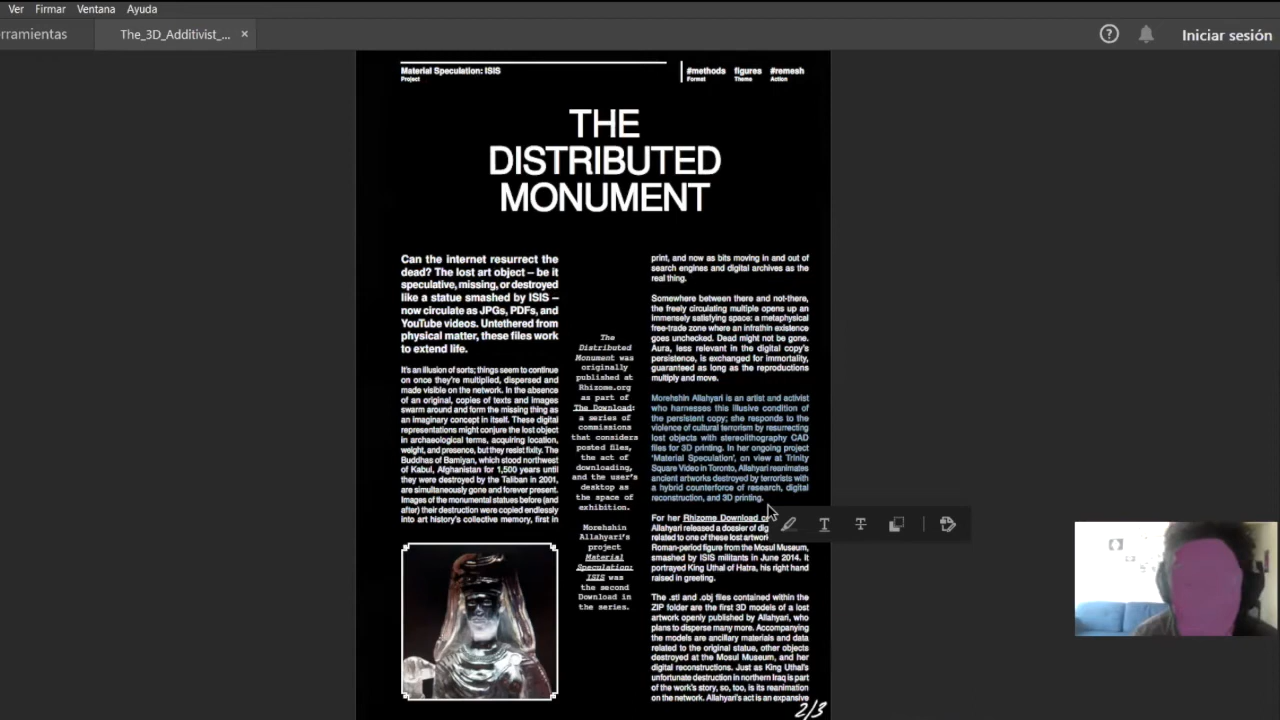 Ver Firmar Ventana Ayuda
rramientas The_3D_Additivist_... × Iniciar sesión
Material Speculation: ISIS
Project
#methods figures #remesh
Format Theme Action
THE
DISTRIBUTED
MONUMENT
Can the internet resurrect the
dead? The lost art object – be it
speculative, missing, or destroyed
like a statue smashed by ISIS –
now circulate as JPGs, PDFs, and
YouTube videos. Untethered from
physical matter, these files work
to extend life.
It's an illusion of sorts; things seem to continue
on once they're multiplied, dispersed and
made visible on the network. In the absence
of an original, copies of texts and images
swarm around and form the missing thing as
an imaginary concept in itself. These digital
representations might conjure the lost object
in archaeological terms, acquiring location,
weight, and presence, but they resist fixity. The
Buddhas of Bamiyan, which stood northwest
of Kabul, Afghanistan for 1,500 years until
they were destroyed by the Taliban in 2001,
are simultaneously gone and forever present.
Images of the monumental statues before (and
after) their destruction were copied endlessly
into art history's collective memory, first in
The
Distributed
Monument was
originally
published at
Rhizome.org
as part of
The Download:
a series of
commissions
that considers
posted files,
the act of
downloading,
and the user's
desktop as
the space of
exhibition.
Morehshin
Allahyari's
project
Material
Speculation:
ISIS was
the second
Download in
the series.
print, and now as bits moving in and out of
search engines and digital archives as the
real thing.
Somewhere between there and not-there,
the freely circulating multiple opens up an
immensely satisfying space: a metaphysical
free-trade zone where an infrathin existence
goes unchecked. Dead might not be gone.
Aura, less relevant in the digital copy's
persistence, is exchanged for immortality,
guaranteed as long as the reproductions
multiply and move.
Morehshin Allahyari is an artist and activist
who harnesses this illusive condition of
the persistent copy; she responds to the
violence of cultural terrorism by resurrecting
lost objects with stereolithography CAD
files for 3D printing. In her ongoing project
'Material Speculation', on view at Trinity
Square Video in Toronto, Allahyari reanimates
ancient artworks destroyed by terrorists with
a hybrid counterforce of research, digital
reconstruction, and 3D printing.
For her Rhizome Download
Allahyari released a dossier of
related to one of these lost
Roman-period figure from the Mosul Museum,
smashed by ISIS militants in June 2014. It
portrayed King Uthal of Hatra, his right hand
raised in greeting.
The .stl and .obj files contained within the
ZIP folder are the first 3D models of a lost
artwork openly published by Allahyari, who
plans to disperse many more. Accompanying
the models are ancillary materials and data
related to the original statue, other objects
destroyed at the Mosul Museum, and her
digital reconstructions. Just as King Uthal's
unfortunate destruction in northern Iraq is part
of the work's story, so, too, is its reanimation
on the network. Allahyari's act is an expansive
2/3